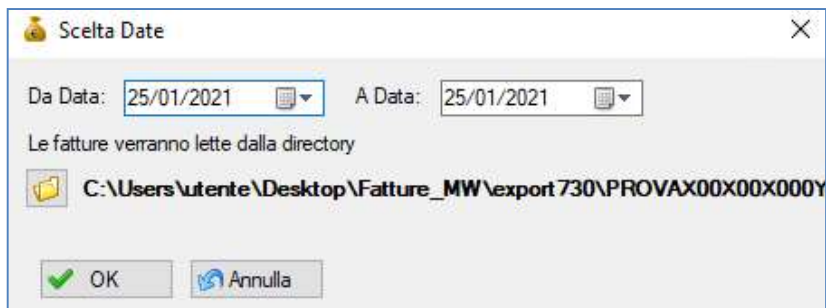 Scelta Date
Da Data: 25/01/2021 A Data: 25/01/2021
Le fatture verranno lette dalla directory
C:\Users\utente\Desktop\Fatture_MW\export730\PROVAX00X00X000Y
OK Annulla